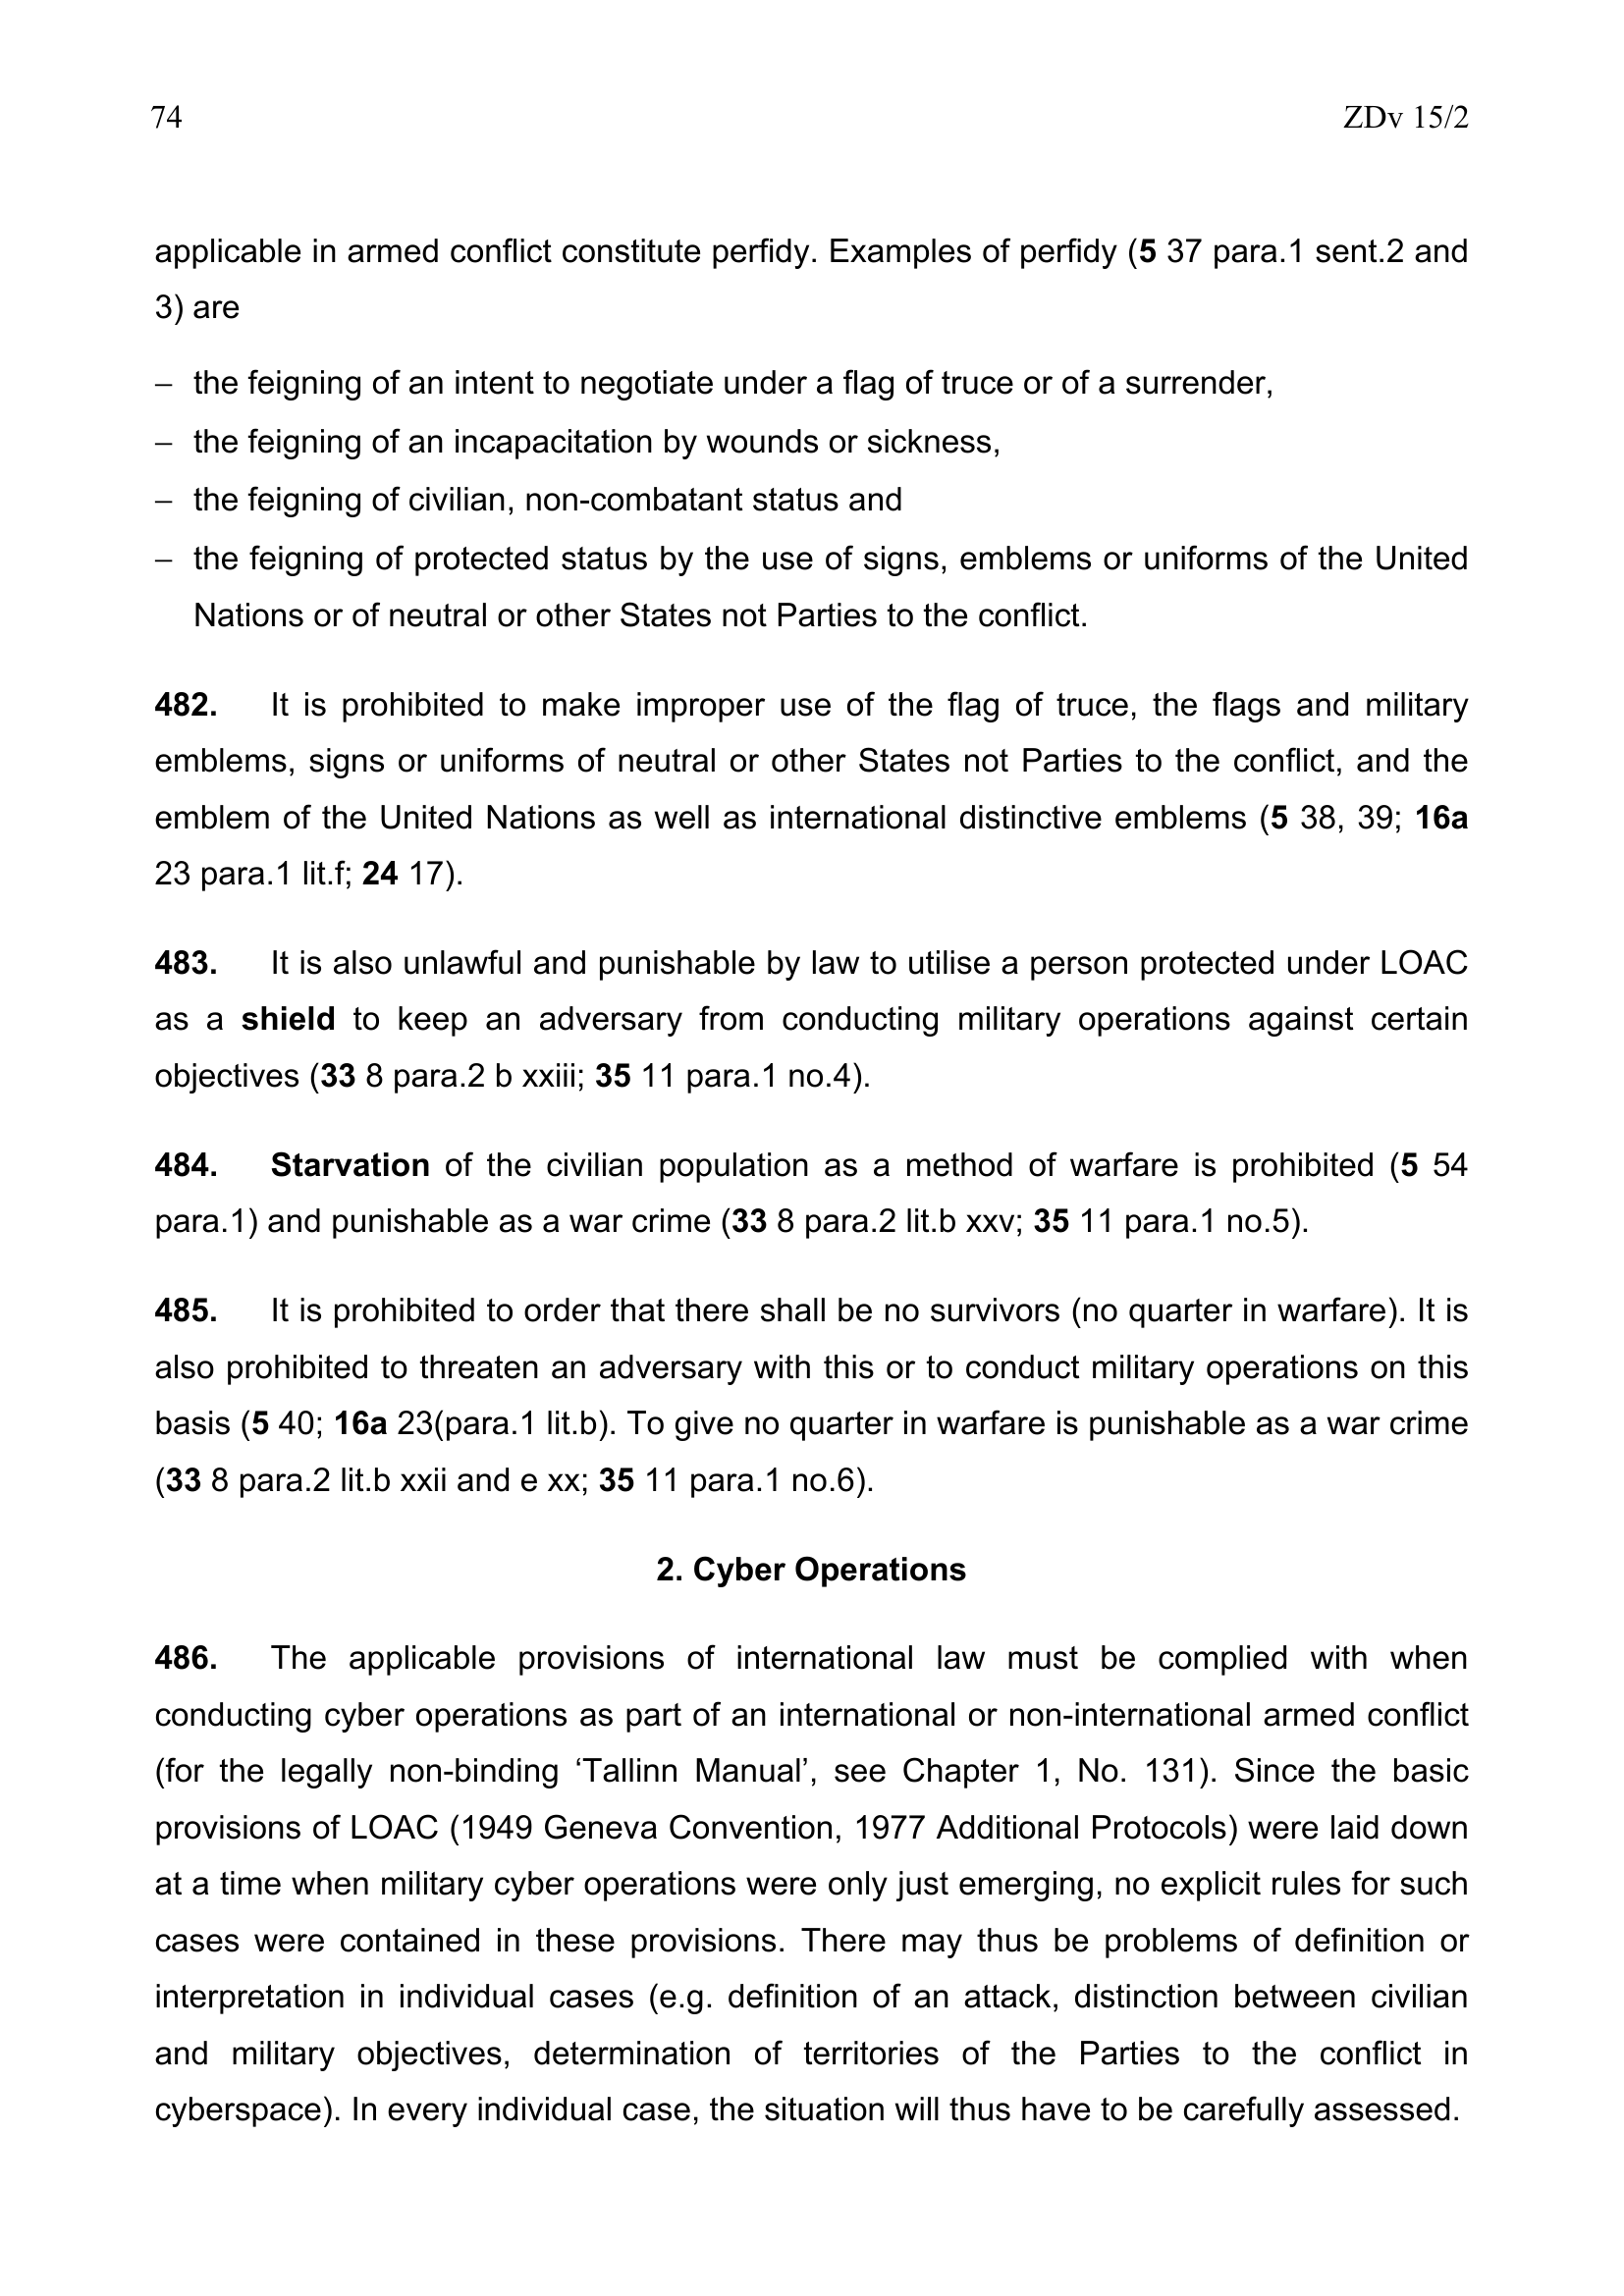 74 ZDv 15/2
applicable in armed conflict constitute perfidy. Examples of perfidy (5 37 para.1 sent.2 and
3) are
– the feigning of an intent to negotiate under a flag of truce or of a surrender,
– the feigning of an incapacitation by wounds or sickness,
– the feigning of civilian, non-combatant status and
– the feigning of protected status by the use of signs, emblems or uniforms of the United
Nations or of neutral or other States not Parties to the conflict.
482. It is prohibited to make improper use of the flag of truce, the flags and military
emblems, signs or uniforms of neutral or other States not Parties to the conflict, and the
emblem of the United Nations as well as international distinctive emblems (5 38, 39; 16a
23 para.1 lit.f; 24 17).
483. It is also unlawful and punishable by law to utilise a person protected under LOAC
as a shield to keep an adversary from conducting military operations against certain
objectives (33 8 para.2 b xxiii; 35 11 para.1 no.4).
484. Starvation of the civilian population as a method of warfare is prohibited (5 54
para.1) and punishable as a war crime (33 8 para.2 lit.b xxv; 35 11 para.1 no.5).
485. It is prohibited to order that there shall be no survivors (no quarter in warfare). It is
also prohibited to threaten an adversary with this or to conduct military operations on this
basis (5 40; 16a 23(para.1 lit.b). To give no quarter in warfare is punishable as a war crime
(33 8 para.2 lit.b xxii and e xx; 35 11 para.1 no.6).
2. Cyber Operations
486. The applicable provisions of international law must be complied with when
conducting cyber operations as part of an international or non-international armed conflict
(for the legally non-binding ‘Tallinn Manual’, see Chapter 1, No. 131). Since the basic
provisions of LOAC (1949 Geneva Convention, 1977 Additional Protocols) were laid down
at a time when military cyber operations were only just emerging, no explicit rules for such
cases were contained in these provisions. There may thus be problems of definition or
interpretation in individual cases (e.g. definition of an attack, distinction between civilian
and military objectives, determination of territories of the Parties to the conflict in
cyberspace). In every individual case, the situation will thus have to be carefully assessed.